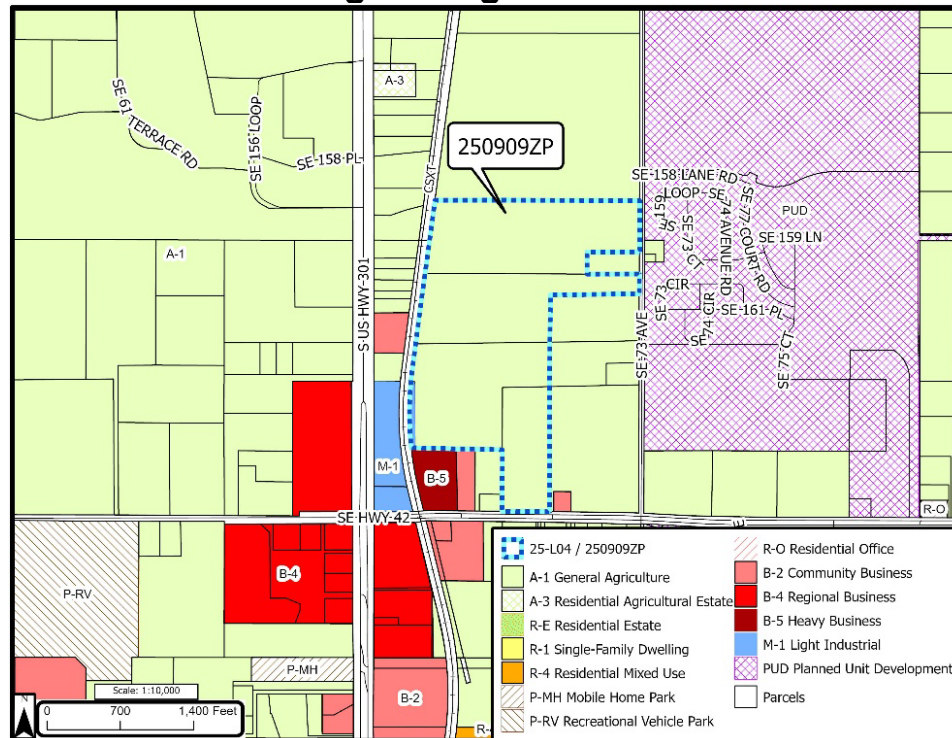 A-3
SE 61 TERRACE RD
SE 156 LOOP
SE 158 PL
CSXT
250909ZP
SE 158 LANE RD
SE 159 LOOP
SE 73 CT
SE 74 AVENUE RD
SE 77 COURT RD
PUD
SE 159 LN
A-1
S US HWY 301
SE 73 AVE
SE 73 CIR
SE 74 CIR
SE 161 PL
SE
SE 75 CT
M-1
B-5
SE HWY 42
E
R-O
B-4
P-RV
P-MH
B-2
R-4
25-L04 / 250909ZP
A-1 General Agriculture
A-3 Residential Agricultural Estate
R-E Residential Estate
R-1 Single-Family Dwelling
R-4 Residential Mixed Use
P-MH Mobile Home Park
P-RV Recreational Vehicle Park
R-O Residential Office
B-2 Community Business
B-4 Regional Business
B-5 Heavy Business
M-1 Light Industrial
PUD Planned Unit Development
Parcels
N
Scale: 1:10,000
0 700 1,400 Feet